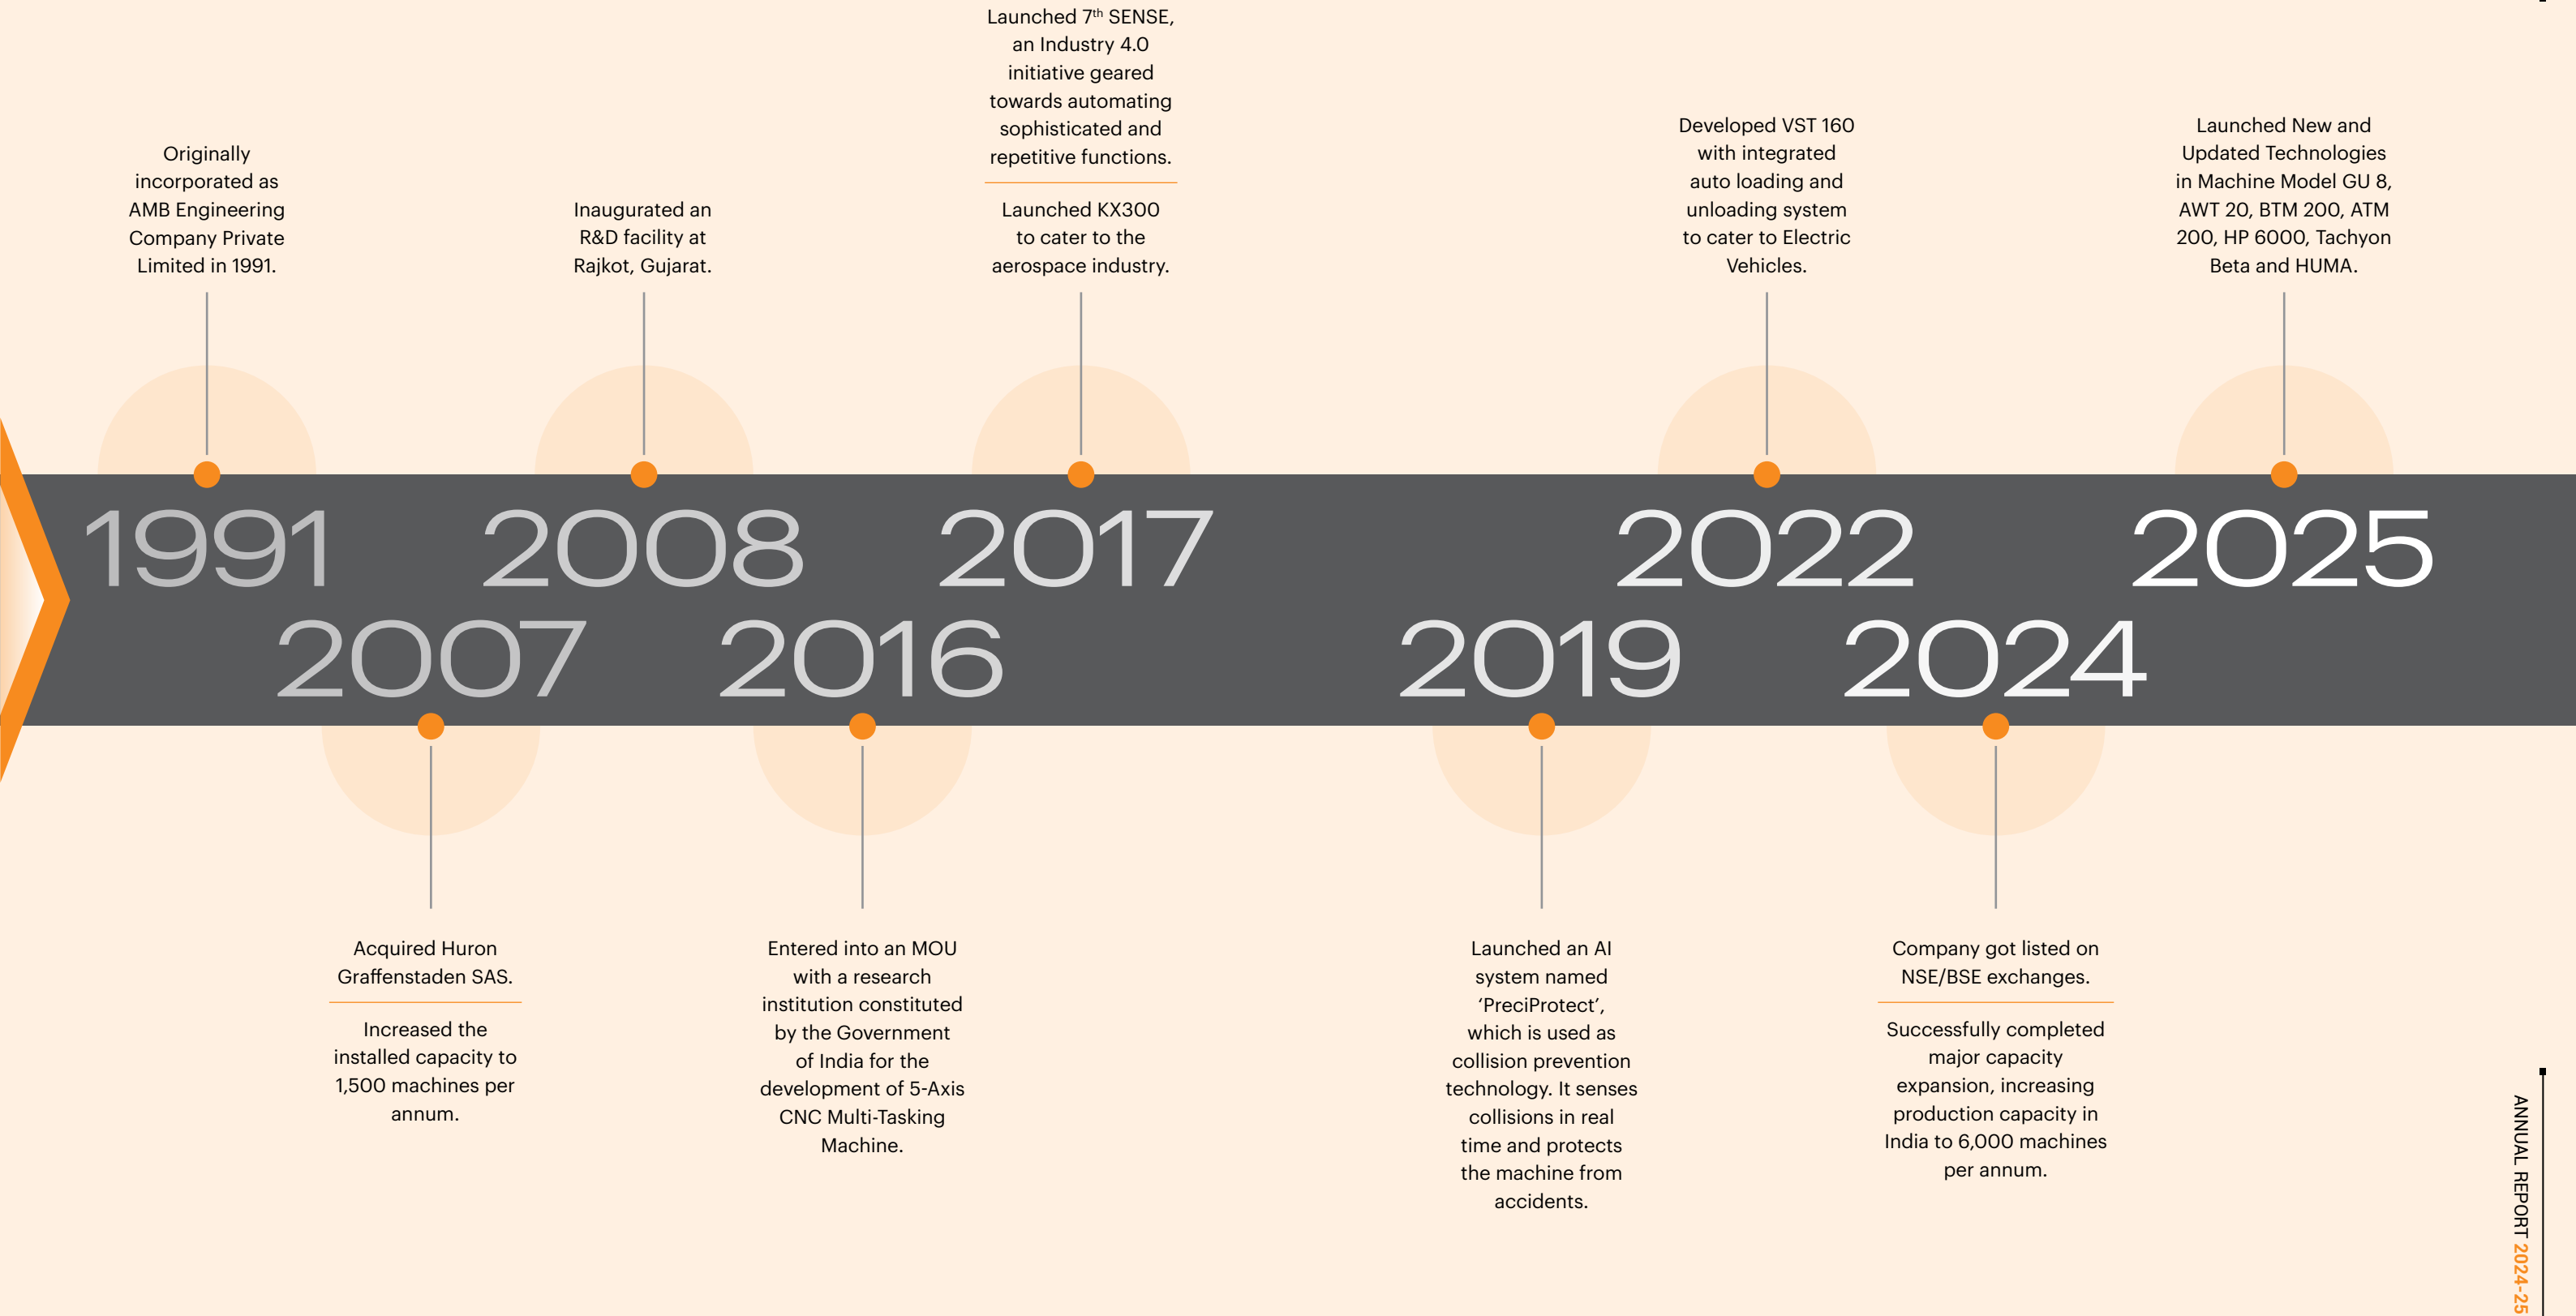 Originally
incorporated as
AMB Engineering
Company Private
Limited in 1991.
Inaugurated an
R&D facility at
Rajkot, Gujarat.
Launched 7th SENSE,
an Industry 4.0
initiative geared
towards automating
sophisticated and
repetitive functions.
Launched KX300
to cater to the
aerospace industry.
Developed VST 160
with integrated
auto loading and
unloading system
to cater to Electric
Vehicles.
Launched New and
Updated Technologies
in Machine Model GU 8,
AWT 20, BTM 200, ATM
200, HP 6000, Tachyon
Beta and HUMA.
1991
2008
2017
2022
2025
2007
2016
2019
2024
Acquired Huron
Graffenstaden SAS.
Increased the
installed capacity to
1,500 machines per
annum.
Entered into an MOU
with a research
institution constituted
by the Government
of India for the
development of 5-Axis
CNC Multi-Tasking
Machine.
Launched an AI
system named
‘PreciProtect’,
which is used as
collision prevention
technology. It senses
collisions in real
time and protects
the machine from
accidents.
Company got listed on
NSE/BSE exchanges.
Successfully completed
major capacity
expansion, increasing
production capacity in
India to 6,000 machines
per annum.
ANNUAL REPORT 2024-25